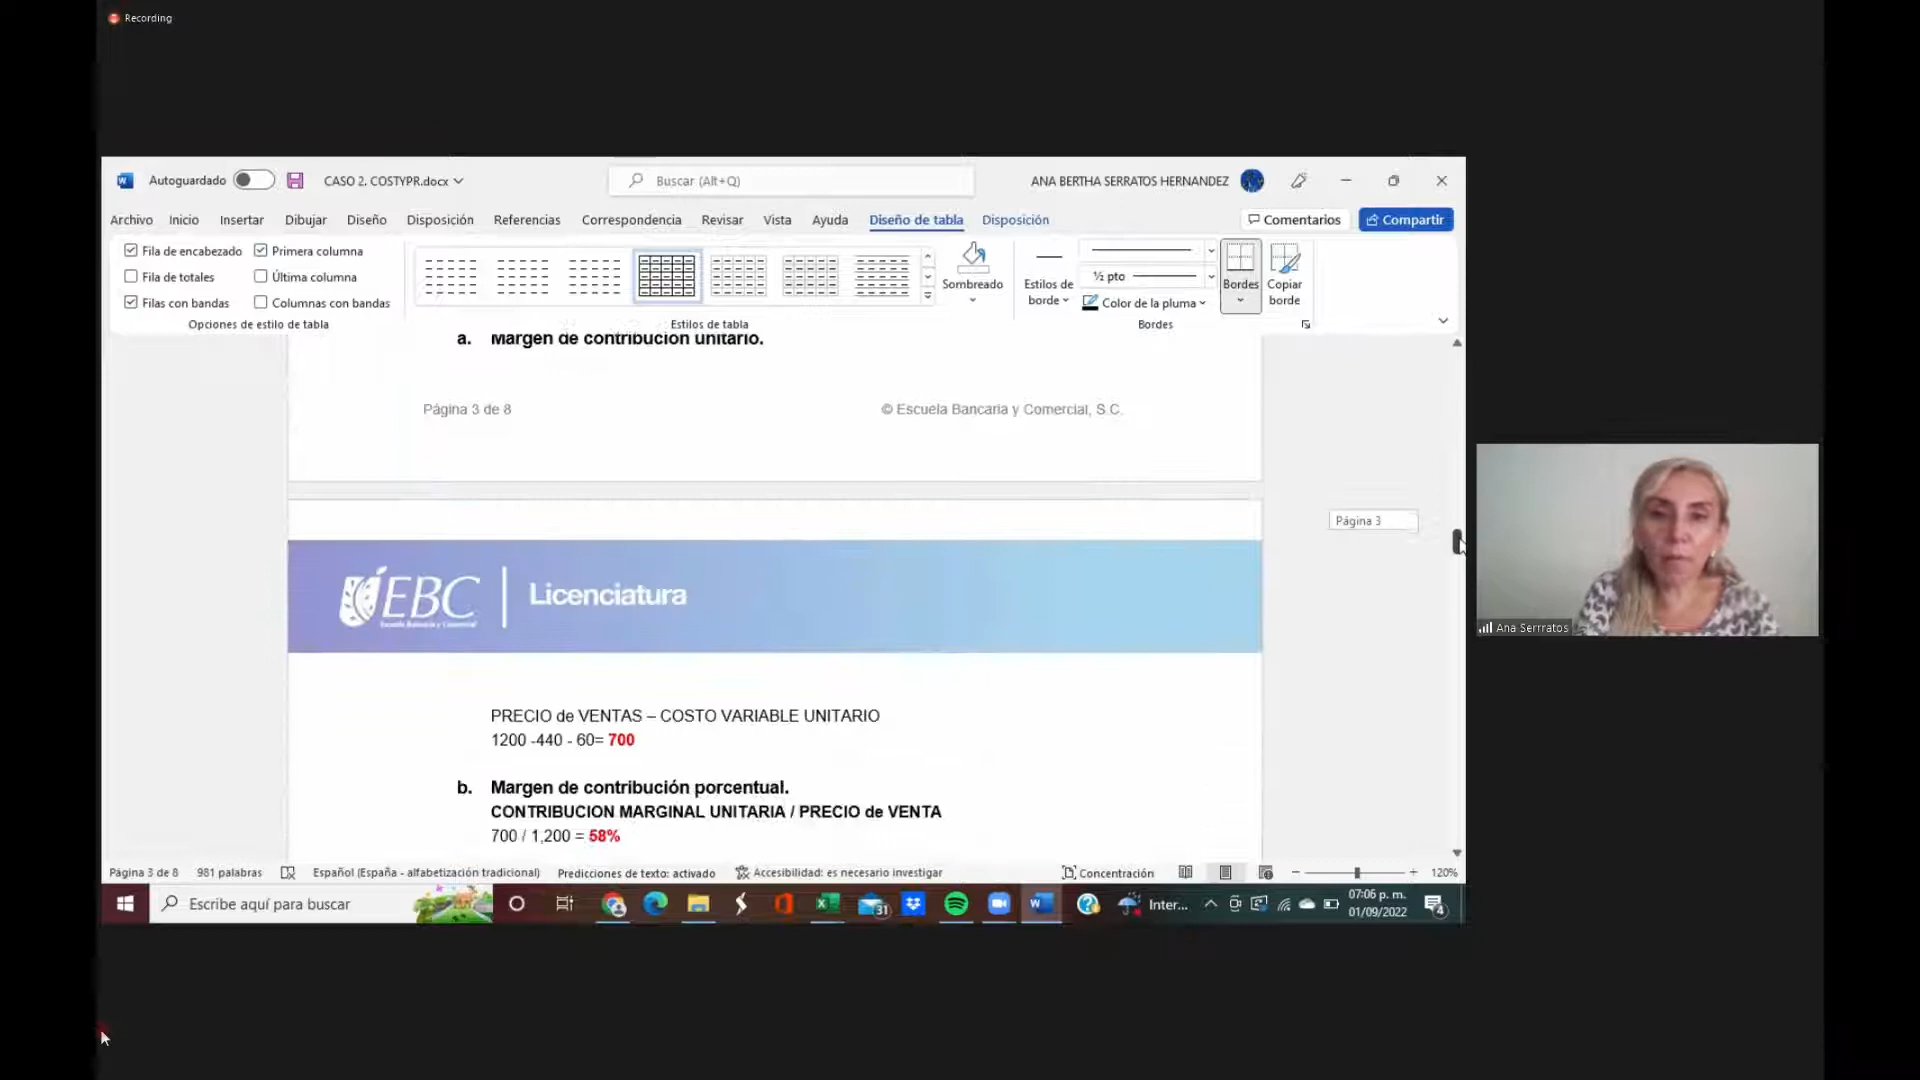 Recording
Autoguardado
CASO 2. COSTYPR.docx
Buscar (Alt+Q)
ANA BERTHA SERRATOS HERNANDEZ
Archivo Inicio Insertar Dibujar Diseño Disposición Referencias Correspondencia Revisar Vista Ayuda Diseño de tabla Disposición
Comentarios
Compartir
Fila de encabezado Primera columna
Fila de totales Última columna
Filas con bandas Columnas con bandas
Opciones de estilo de tabla
Estilos de tabla
Sombreado
Estilos de borde
½ pto
Color de la pluma
Bordes
Copiar borde
Bordes
a. Margen de contribución unitario.
Página 3 de 8
© Escuela Bancaria y Comercial, S.C.
Página 3
EBC
Escuela Bancaria y Comercial
Licenciatura
PRECIO de VENTAS – COSTO VARIABLE UNITARIO
1200 -440 - 60= 700
b. Margen de contribución porcentual.
CONTRIBUCION MARGINAL UNITARIA / PRECIO de VENTA
700 / 1,200 = 58%
Ana Serrratos
Página 3 de 8
981 palabras
Español (España - alfabetización tradicional)
Predicciones de texto: activado
Accesibilidad: es necesario investigar
Concentración
120%
Escribe aquí para buscar
31
Inter...
07:06 p. m.
01/09/2022
4